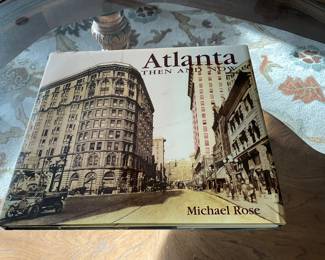 Atlanta
THEN AND NOW
Michael Rose